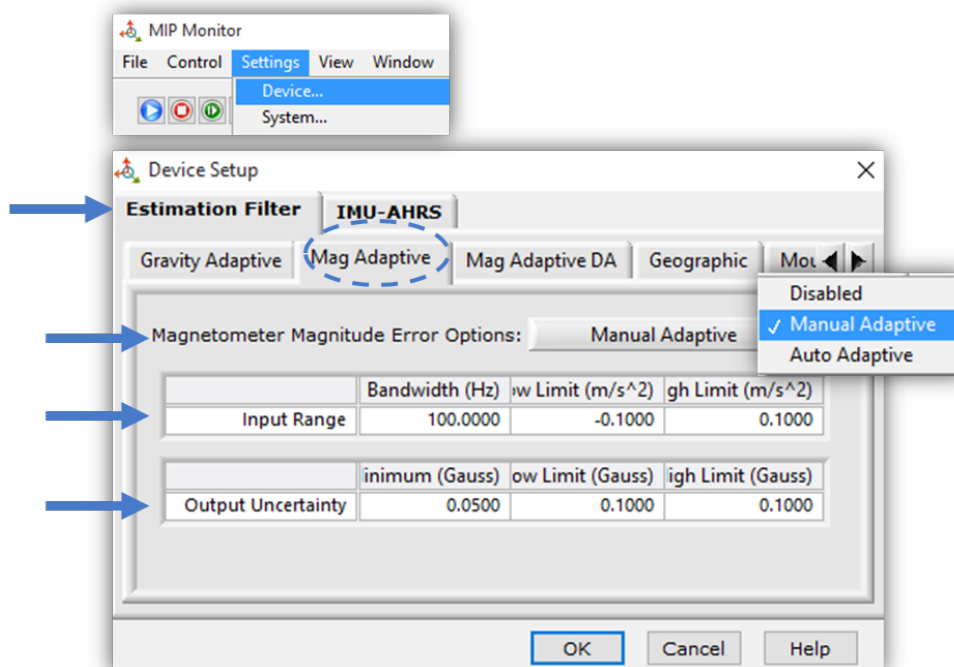 MIP Monitor
File Control Settings View Window
Device...
System...
Device Setup
Estimation Filter IMU-AHRS
Gravity Adaptive Mag Adaptive Mag Adaptive DA Geographic Mou
Disabled
Magnetometer Magnitude Error Options: Manual Adaptive
✓ Manual Adaptive
Auto Adaptive
Bandwidth (Hz) ow Limit (m/s^2) gh Limit (m/s^2)
Input Range 100.0000 -0.1000 0.1000
inimum (Gauss) ow Limit (Gauss) igh Limit (Gauss)
Output Uncertainty 0.0500 0.1000 0.1000
OK Cancel Help